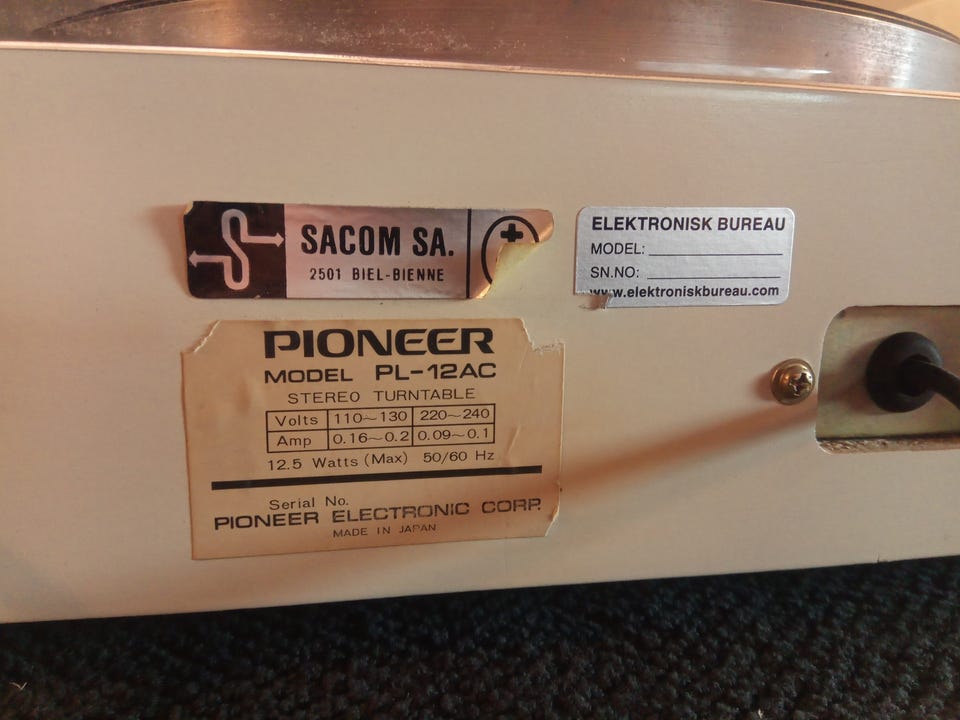 SACOM SA.
2501 BIEL-BIENNE
ELEKTRONISK BUREAU
MODEL:
SN.NO:
www.elektroniskbureau.com
PIONEER
MODEL PL-12AC
STEREO TURNTABLE
Volts 110~130 220~240
Amp 0.16~0.2 0.09~0.1
12.5 Watts (Max) 50/60 Hz
Serial No.
PIONEER ELECTRONIC CORP.
MADE IN JAPAN